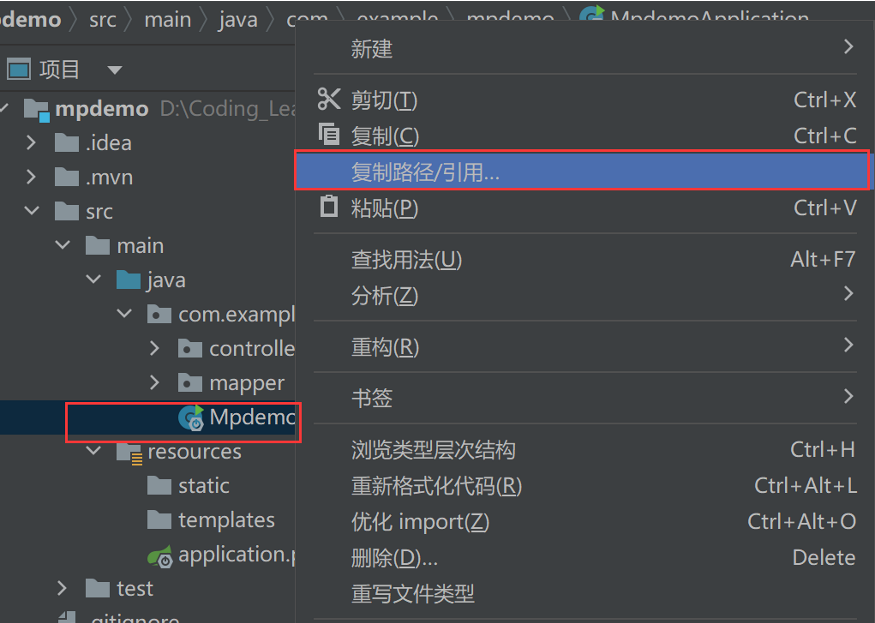 demo 〉 src 〉 main 〉 java 〉 com 〉 example 〉 mpdemo 〉 MpdemoApplication
项目
mpdemo D:\Coding_Lea
.idea
.mvn
src
main
java
com.exampl
controlle
mapper
Mpdemo
resources
static
templates
application.p
test
.gitignore
新建
剪切(T) Ctrl+X
复制(C) Ctrl+C
复制路径/引用...
粘贴(P) Ctrl+V
查找用法(U) Alt+F7
分析(Z)
重构(R)
书签
浏览类型层次结构 Ctrl+H
重新格式化代码(R) Ctrl+Alt+L
优化 import(Z) Ctrl+Alt+O
删除(D)... Delete
重写文件类型